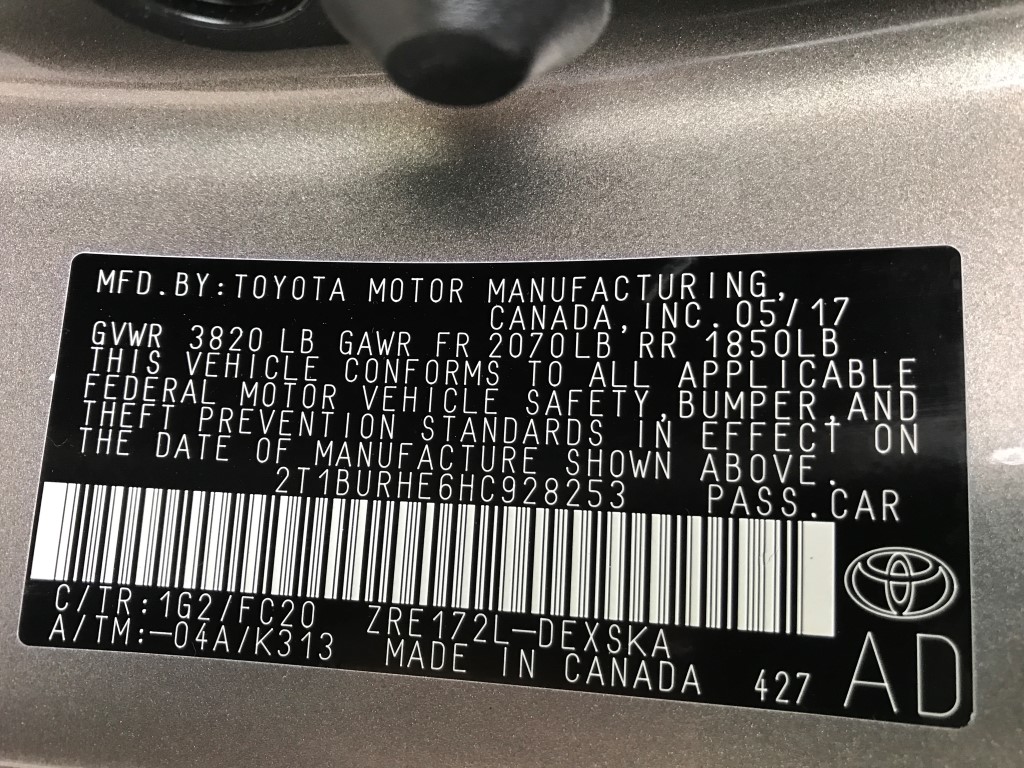 MFD.BY:TOYOTA MOTOR MANUFACTURING,
CANADA,INC. 05/17
GVWR 3820 LB GAWR FR 2070LB RR 1850LB
THIS VEHICLE CONFORMS TO ALL APPLICABLE
FEDERAL MOTOR VEHICLE SAFETY,BUMPER,AND
THEFT PREVENTION STANDARDS IN EFFECT ON
THE DATE OF MANUFACTURE SHOWN ABOVE.
2T1BURHE6HC928253 PASS.CAR
C/TR:1G2/FC20 ZRE172L-DEXSKA
A/TM:-04A/K313 MADE IN CANADA 427 AD